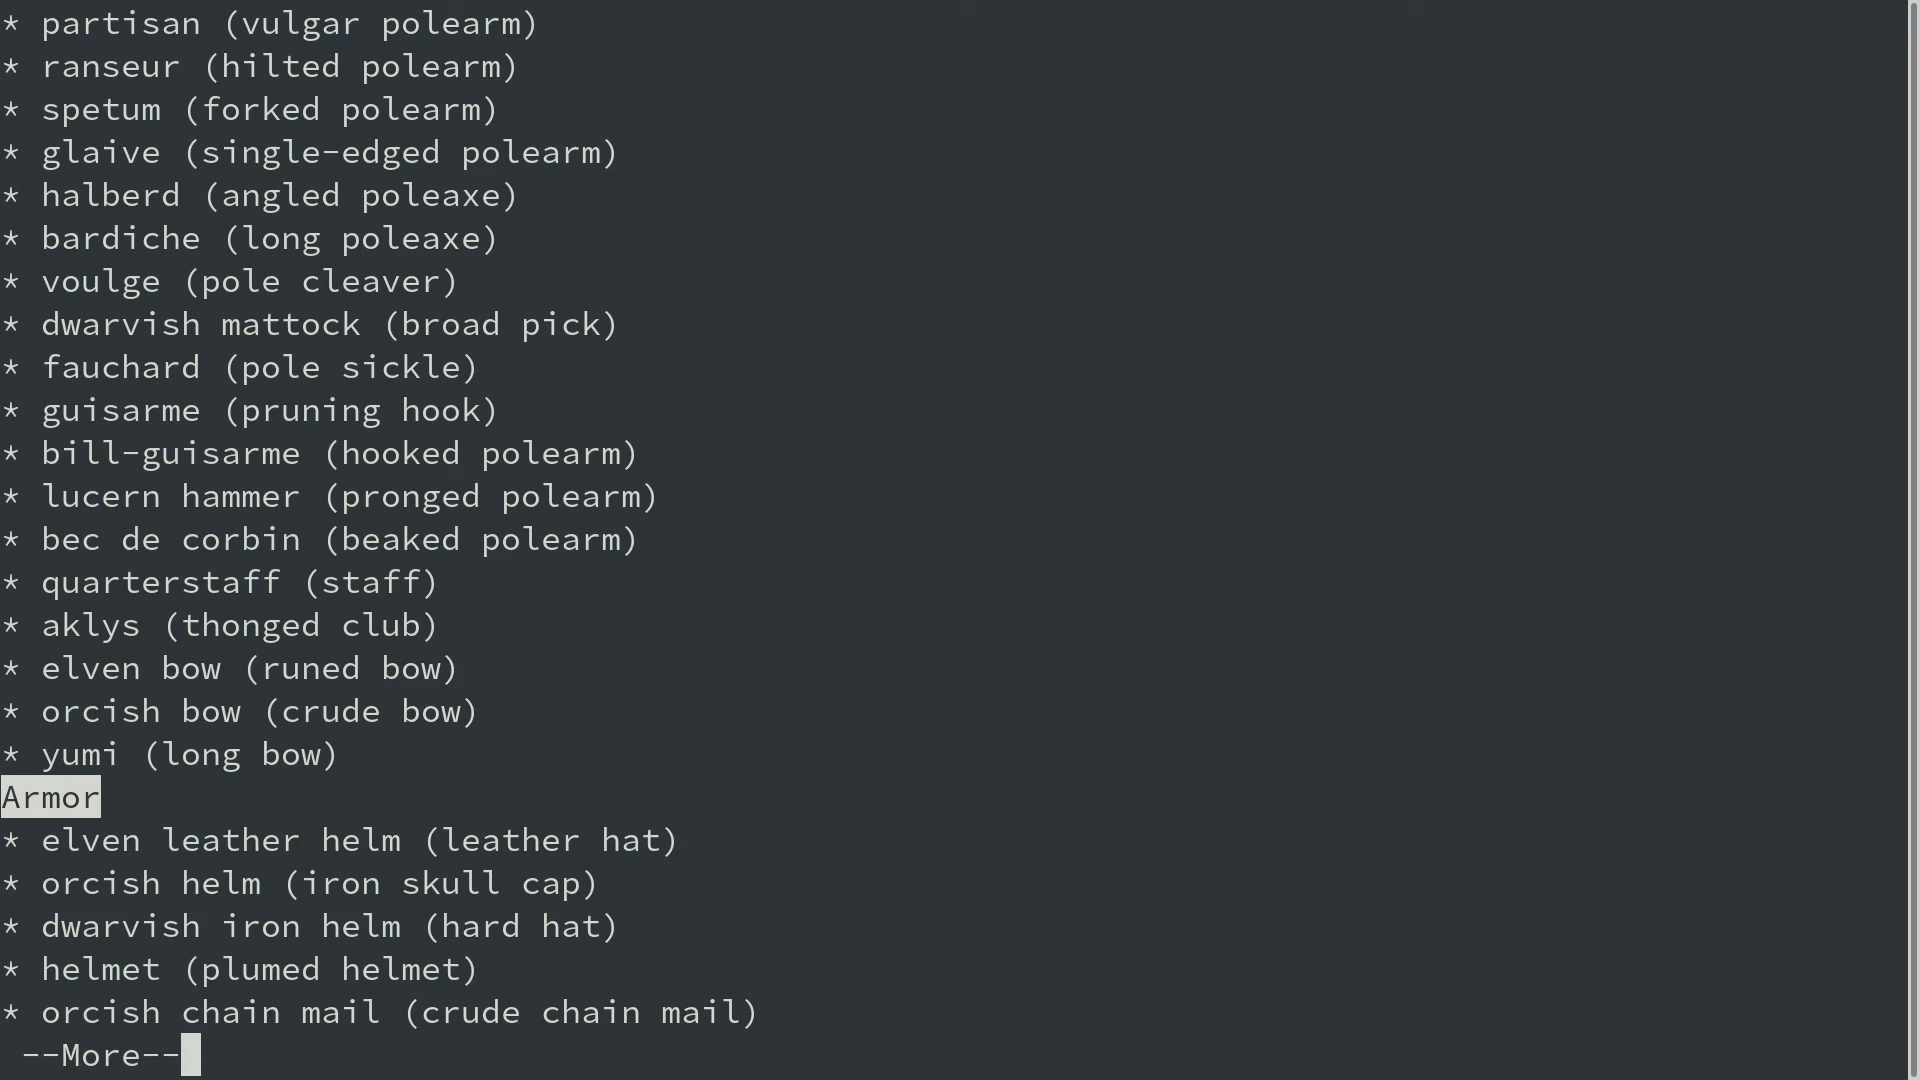 * partisan (vulgar polearm)
* ranseur (hilted polearm)
* spetum (forked polearm)
* glaive (single-edged polearm)
* halberd (angled poleaxe)
* bardiche (long poleaxe)
* voulge (pole cleaver)
* dwarvish mattock (broad pick)
* fauchard (pole sickle)
* guisarme (pruning hook)
* bill-guisarme (hooked polearm)
* lucern hammer (pronged polearm)
* bec de corbin (beaked polearm)
* quarterstaff (staff)
* aklys (thonged club)
* elven bow (runed bow)
* orcish bow (crude bow)
* yumi (long bow)
Armor
* elven leather helm (leather hat)
* orcish helm (iron skull cap)
* dwarvish iron helm (hard hat)
* helmet (plumed helmet)
* orcish chain mail (crude chain mail)
--More--